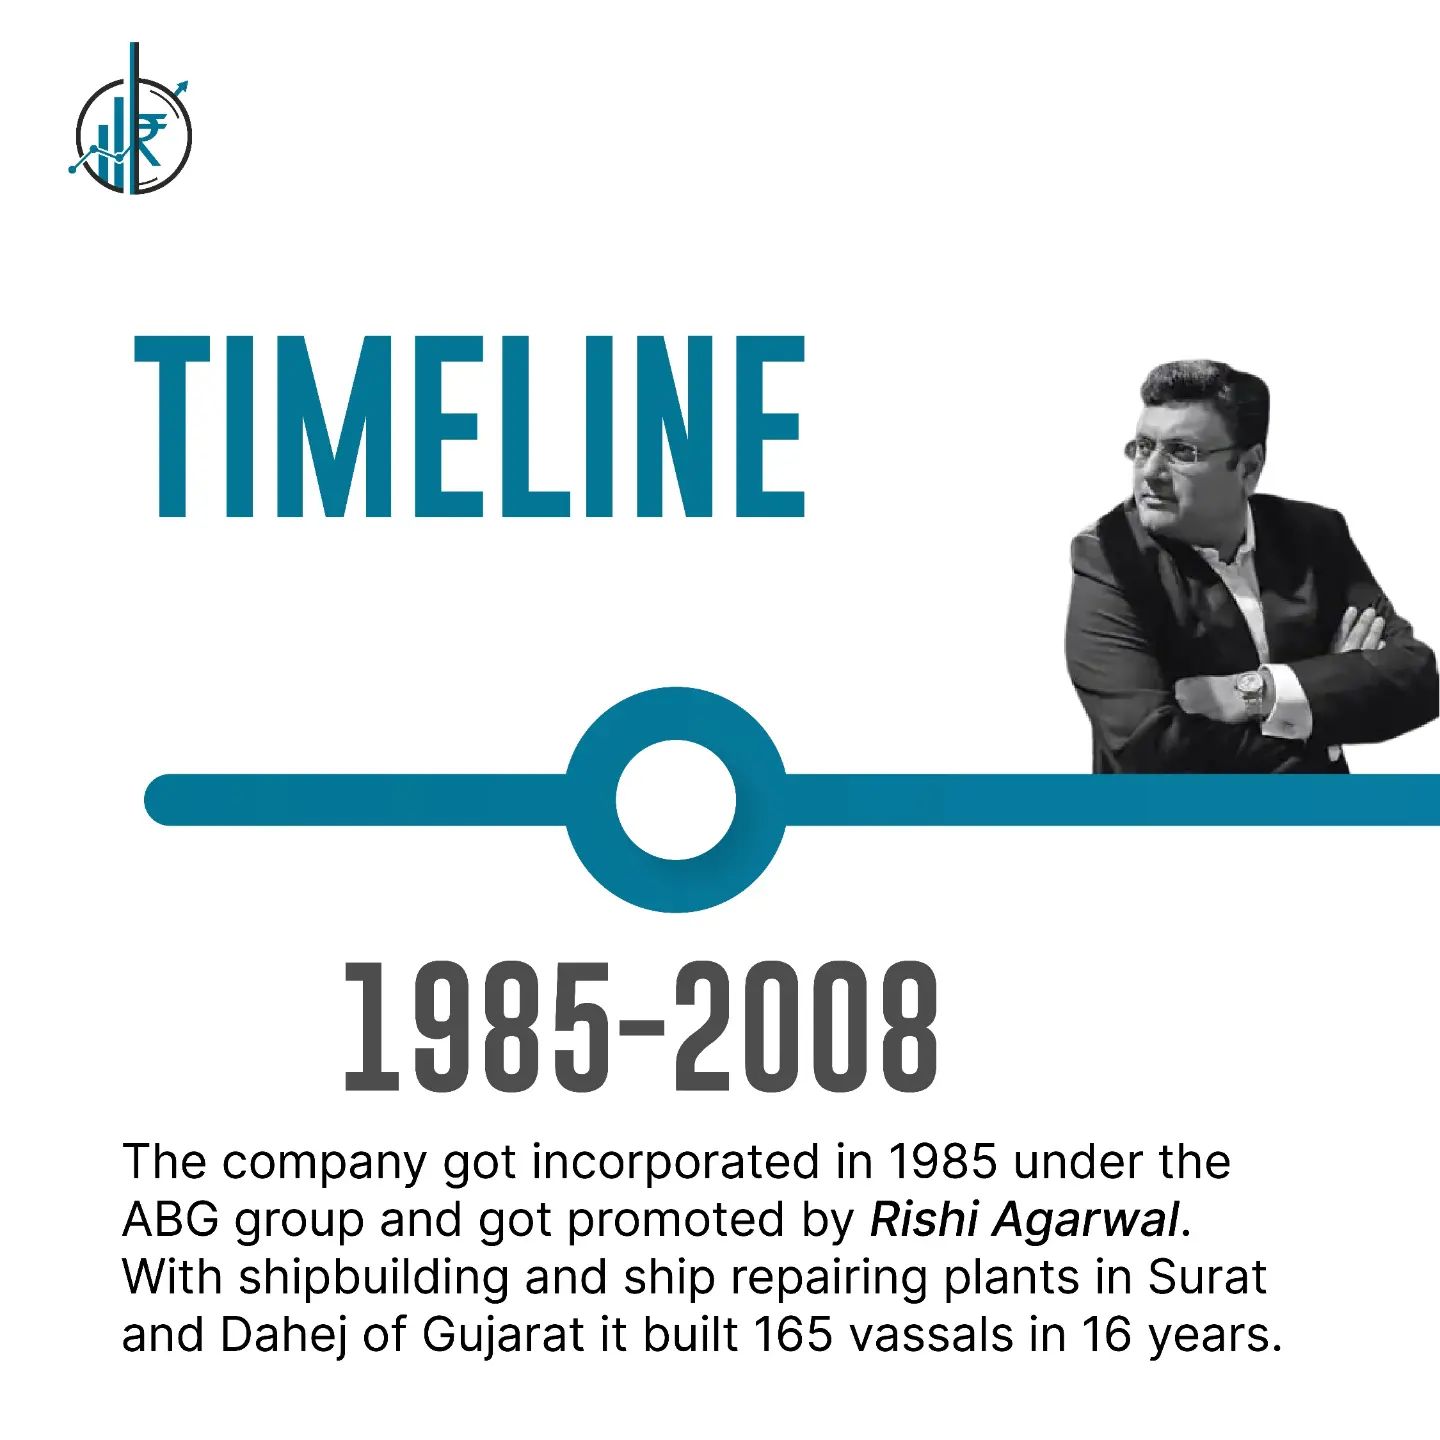 TIMELINE
1985-2008
The company got incorporated in 1985 under the
ABG group and got promoted by Rishi Agarwal.
With shipbuilding and ship repairing plants in Surat
and Dahej of Gujarat it built 165 vassals in 16 years.